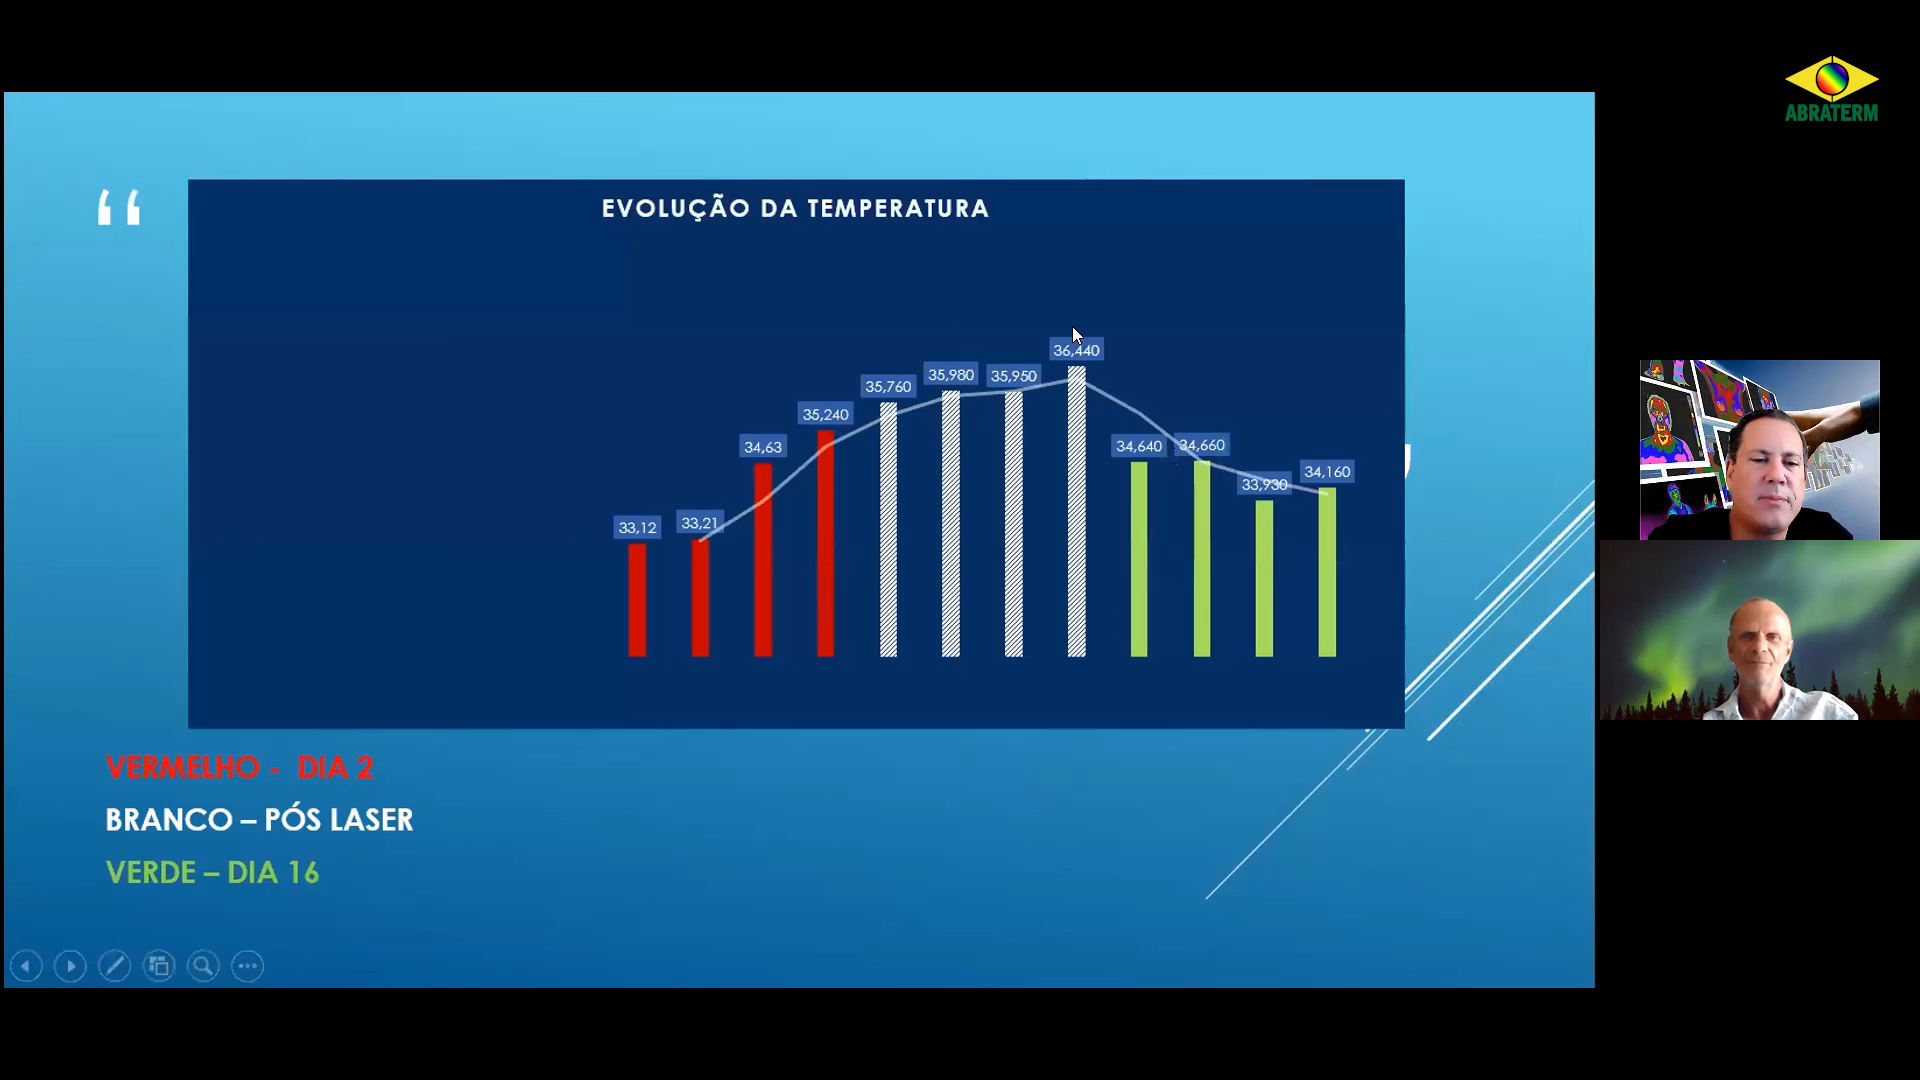 ABRATERM
“
EVOLUÇÃO DA TEMPERATURA
33,12
33,21
34,63
35,240
35,760
35,980
35,950
36,440
34,640
34,660
33,930
34,160
VERMELHO - DIA 2
BRANCO – PÓS LASER
VERDE – DIA 16